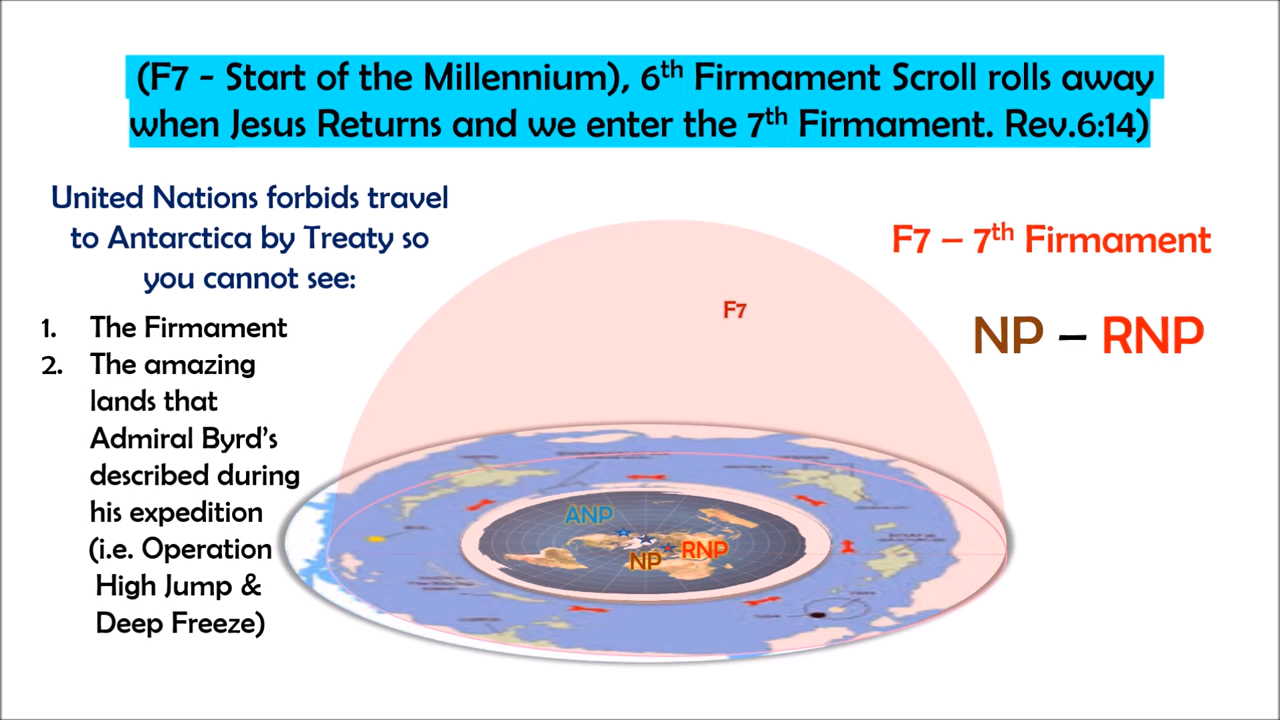 (F7 - Start of the Millennium), 6th Firmament Scroll rolls away
when Jesus Returns and we enter the 7th Firmament. Rev.6:14)
United Nations forbids travel
to Antarctica by Treaty so
you cannot see:
1. The Firmament
2. The amazing
lands that
Admiral Byrd's
described during
his expedition
(i.e. Operation
High Jump &
Deep Freeze)
F7 – 7th Firmament
NP – RNP
F7
ANP
NP
RNP